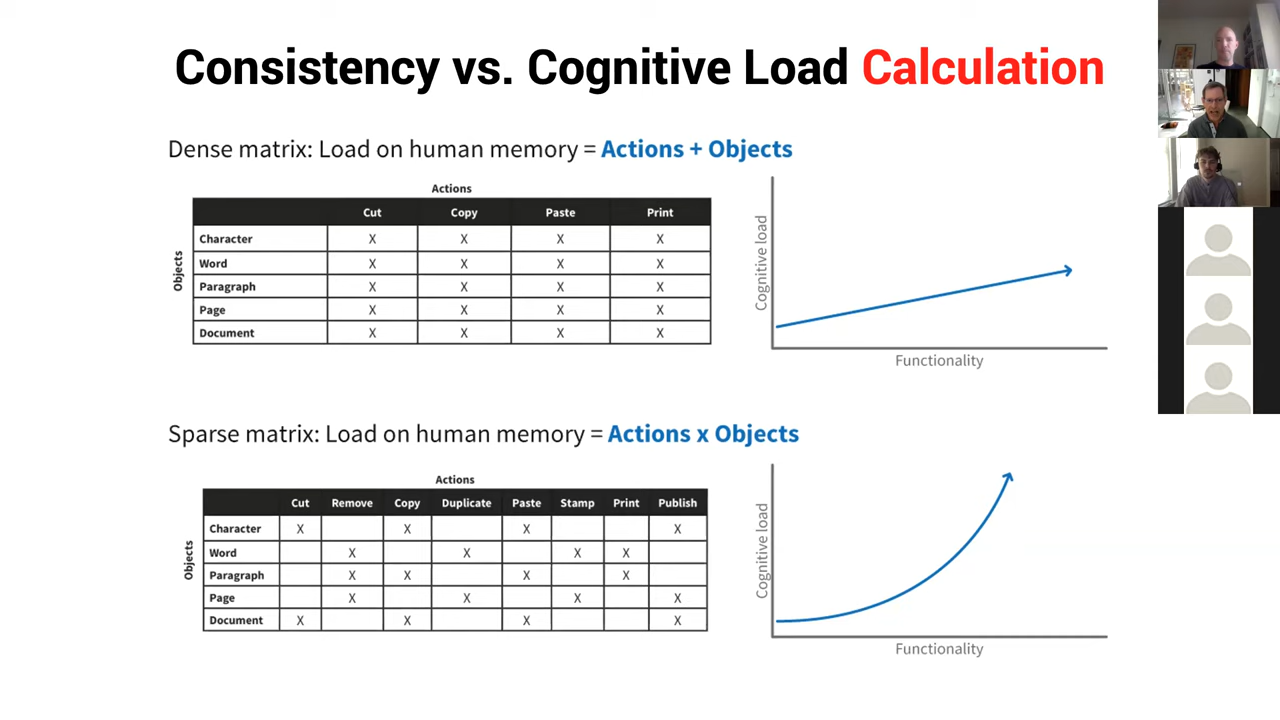 Consistency vs. Cognitive Load Calculation
Dense matrix: Load on human memory = Actions + Objects
Actions
Cut Copy Paste Print
Objects
Character X X X X
Word X X X X
Paragraph X X X X
Page X X X X
Document X X X X
Cognitive load
Functionality
Sparse matrix: Load on human memory = Actions x Objects
Actions
Cut Remove Copy Duplicate Paste Stamp Print Publish
Objects
Character X X X X
Word X X X X
Paragraph X X X X
Page X X X X
Document X X X X
Cognitive load
Functionality